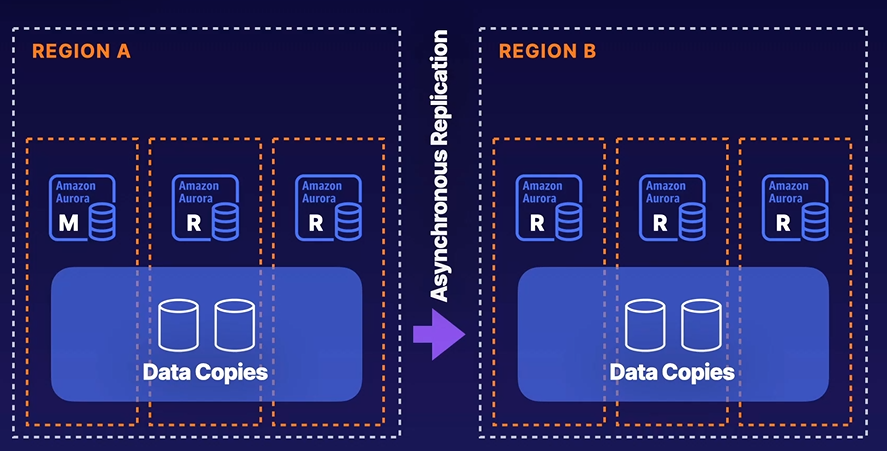 REGION A
Amazon
Aurora
M
Amazon
Aurora
R
Amazon
Aurora
R
Data Copies
Asynchronous Replication
REGION B
Amazon
Aurora
R
Amazon
Aurora
R
Amazon
Aurora
R
Data Copies